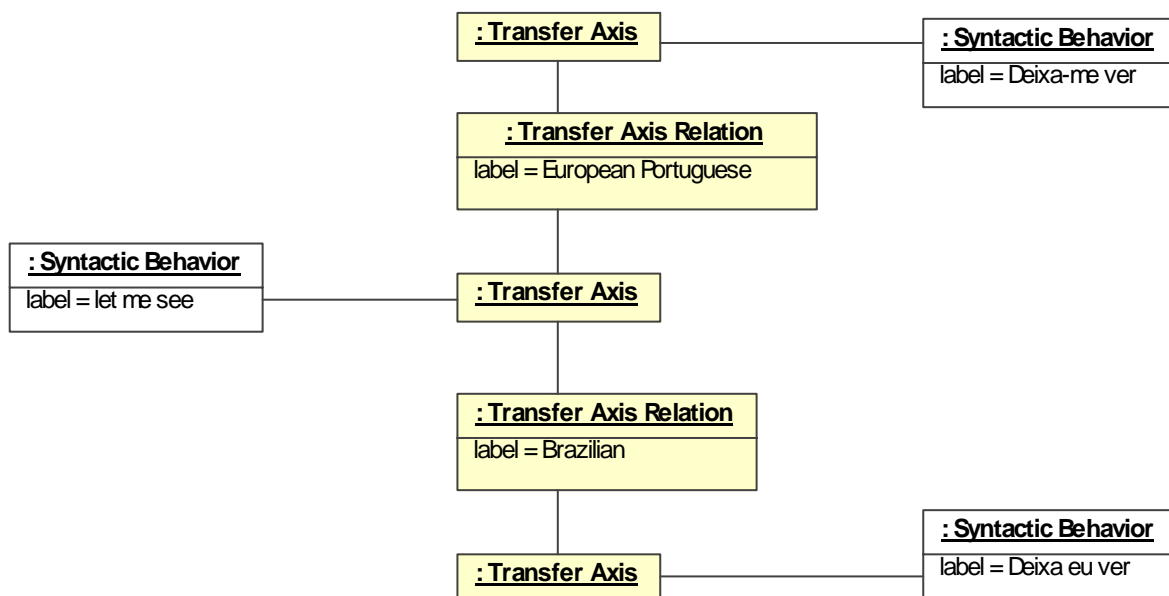 : Transfer Axis
: Syntactic Behavior
label = Deixa-me ver
: Transfer Axis Relation
label = European Portuguese
: Syntactic Behavior
label = let me see
: Transfer Axis
: Transfer Axis Relation
label = Brazilian
: Syntactic Behavior
label = Deixa eu ver
: Transfer Axis